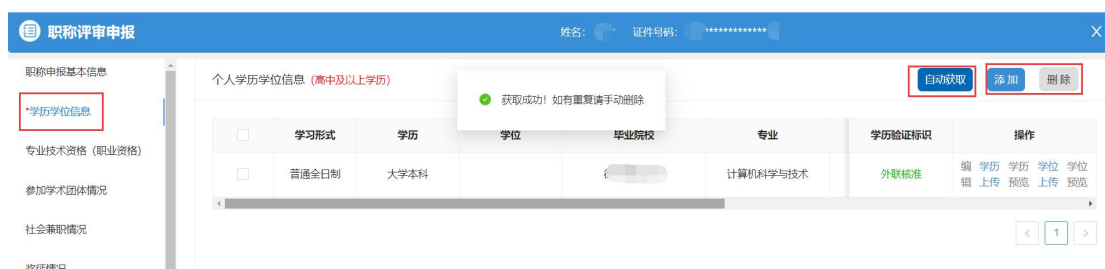 职称评审申报
姓名：
证件号码：
*************
X
职称申报基本信息
*学历学位信息
专业技术资格（职业资格）
参加学术团体情况
社会兼职情况
奖惩情况
个人学历学位信息（高中及以上学历）
获取成功！如有重复请手动删除
自动获取
添加
删除
学习形式 学历 学位 毕业院校 专业 学历验证标识 操作
普通全日制 大学本科 计算机科学与技术 外联核准
编辑 学历上传 学历预览 学位上传 学位预览
< 1 >